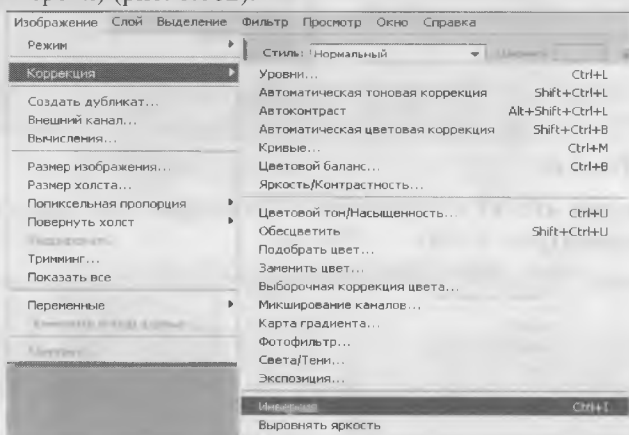 Изображение Слой Выделение Фильтр Просмотр Окно Справка
Режим
Коррекция
Создать дубликат...
Внешний канал...
Вычисления...
Размер изображения...
Размер холста...
Попиксельная пропорция
Повернуть холст
Тримминг...
Показать все
Переменные
Стиль: Нормальный
Уровни... Ctrl+L
Автоматическая тоновая коррекция Shift+Ctrl+L
Автоконтраст Alt+Shift+Ctrl+L
Автоматическая цветовая коррекция Shift+Ctrl+B
Кривые... Ctrl+M
Цветовой баланс... Ctrl+B
Яркость/Контрастность...
Цветовой тон/Насыщенность... Ctrl+U
Обесцветить Shift+Ctrl+U
Подобрать цвет...
Заменить цвет...
Выборочная коррекция цвета...
Микширование каналов...
Карта градиента...
Фотофильтр...
Света/Тени...
Экспозиция...
Инверсия Ctrl+I
Выровнять яркость